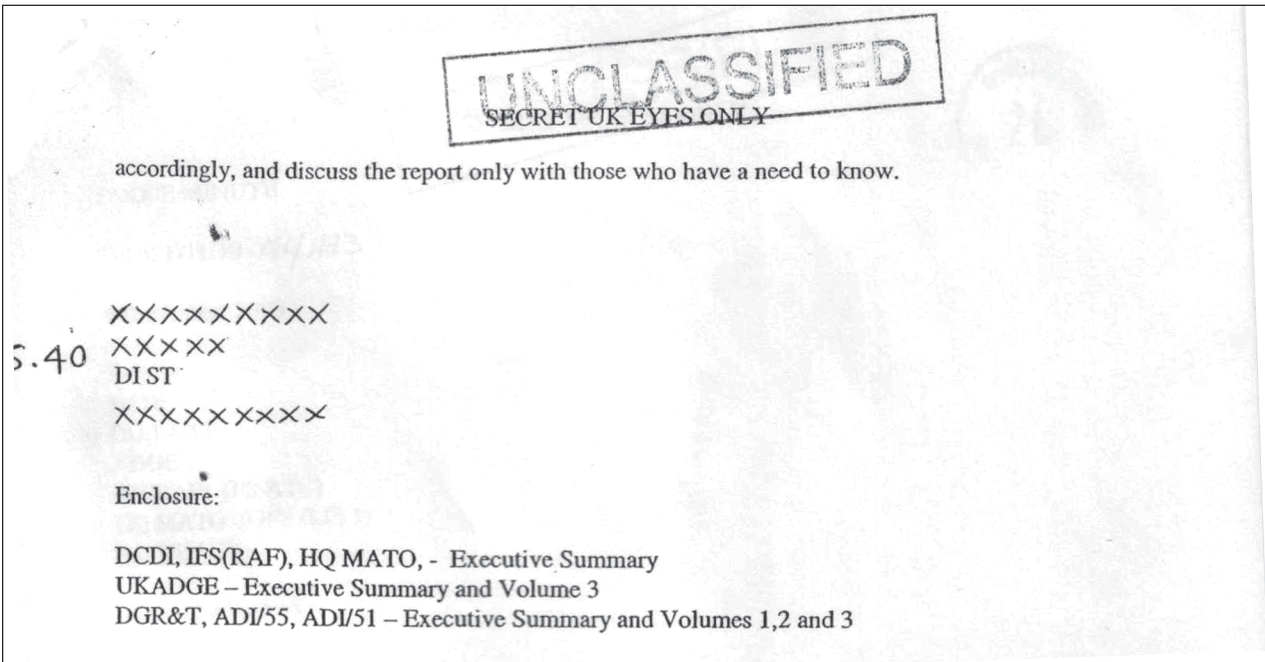 UNCLASSIFIED
SECRET UK EYES ONLY
accordingly, and discuss the report only with those who have a need to know.
XXXXXXXXX
S.40 XXXXX
DI ST
XXXXXXXXX
Enclosure:
DCDI, IFS(RAF), HQ MATO, - Executive Summary
UKADGE – Executive Summary and Volume 3
DGR&T, ADI/55, ADI/51 – Executive Summary and Volumes 1,2 and 3